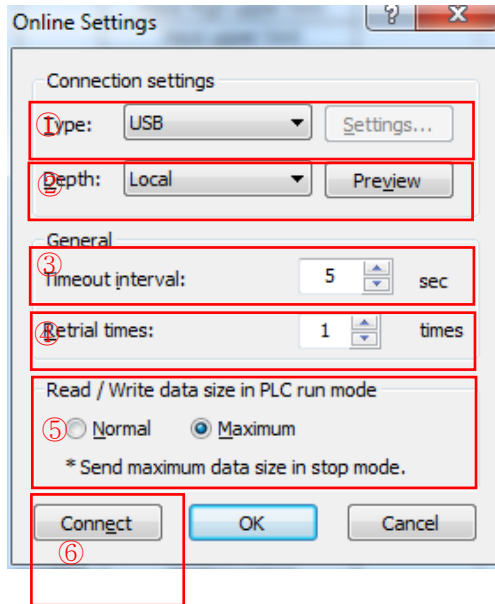 Online Settings
Connection settings
① Type: USB Settings...
② Depth: Local Preview
General
③
Timeout interval: 5 sec
④ Retrial times: 1 times
Read / Write data size in PLC run mode
⑤ Normal Maximum
* Send maximum data size in stop mode.
Connect OK Cancel
⑥